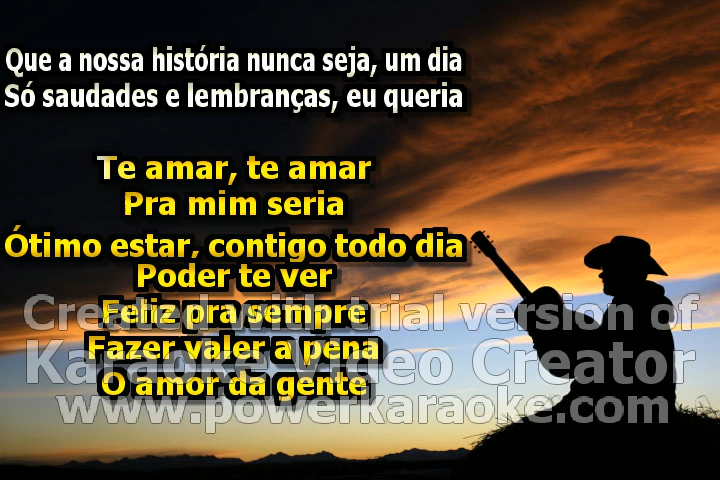 Que a nossa história nunca seja, um dia
Só saudades e lembranças, eu queria
Te amar, te amar
Pra mim seria
Ótimo estar, contigo todo dia
Poder te ver
Feliz pra sempre
Fazer valer a pena
O amor da gente
Created with trial version of
Karaoke Video Creator
www.powerkaraoke.com